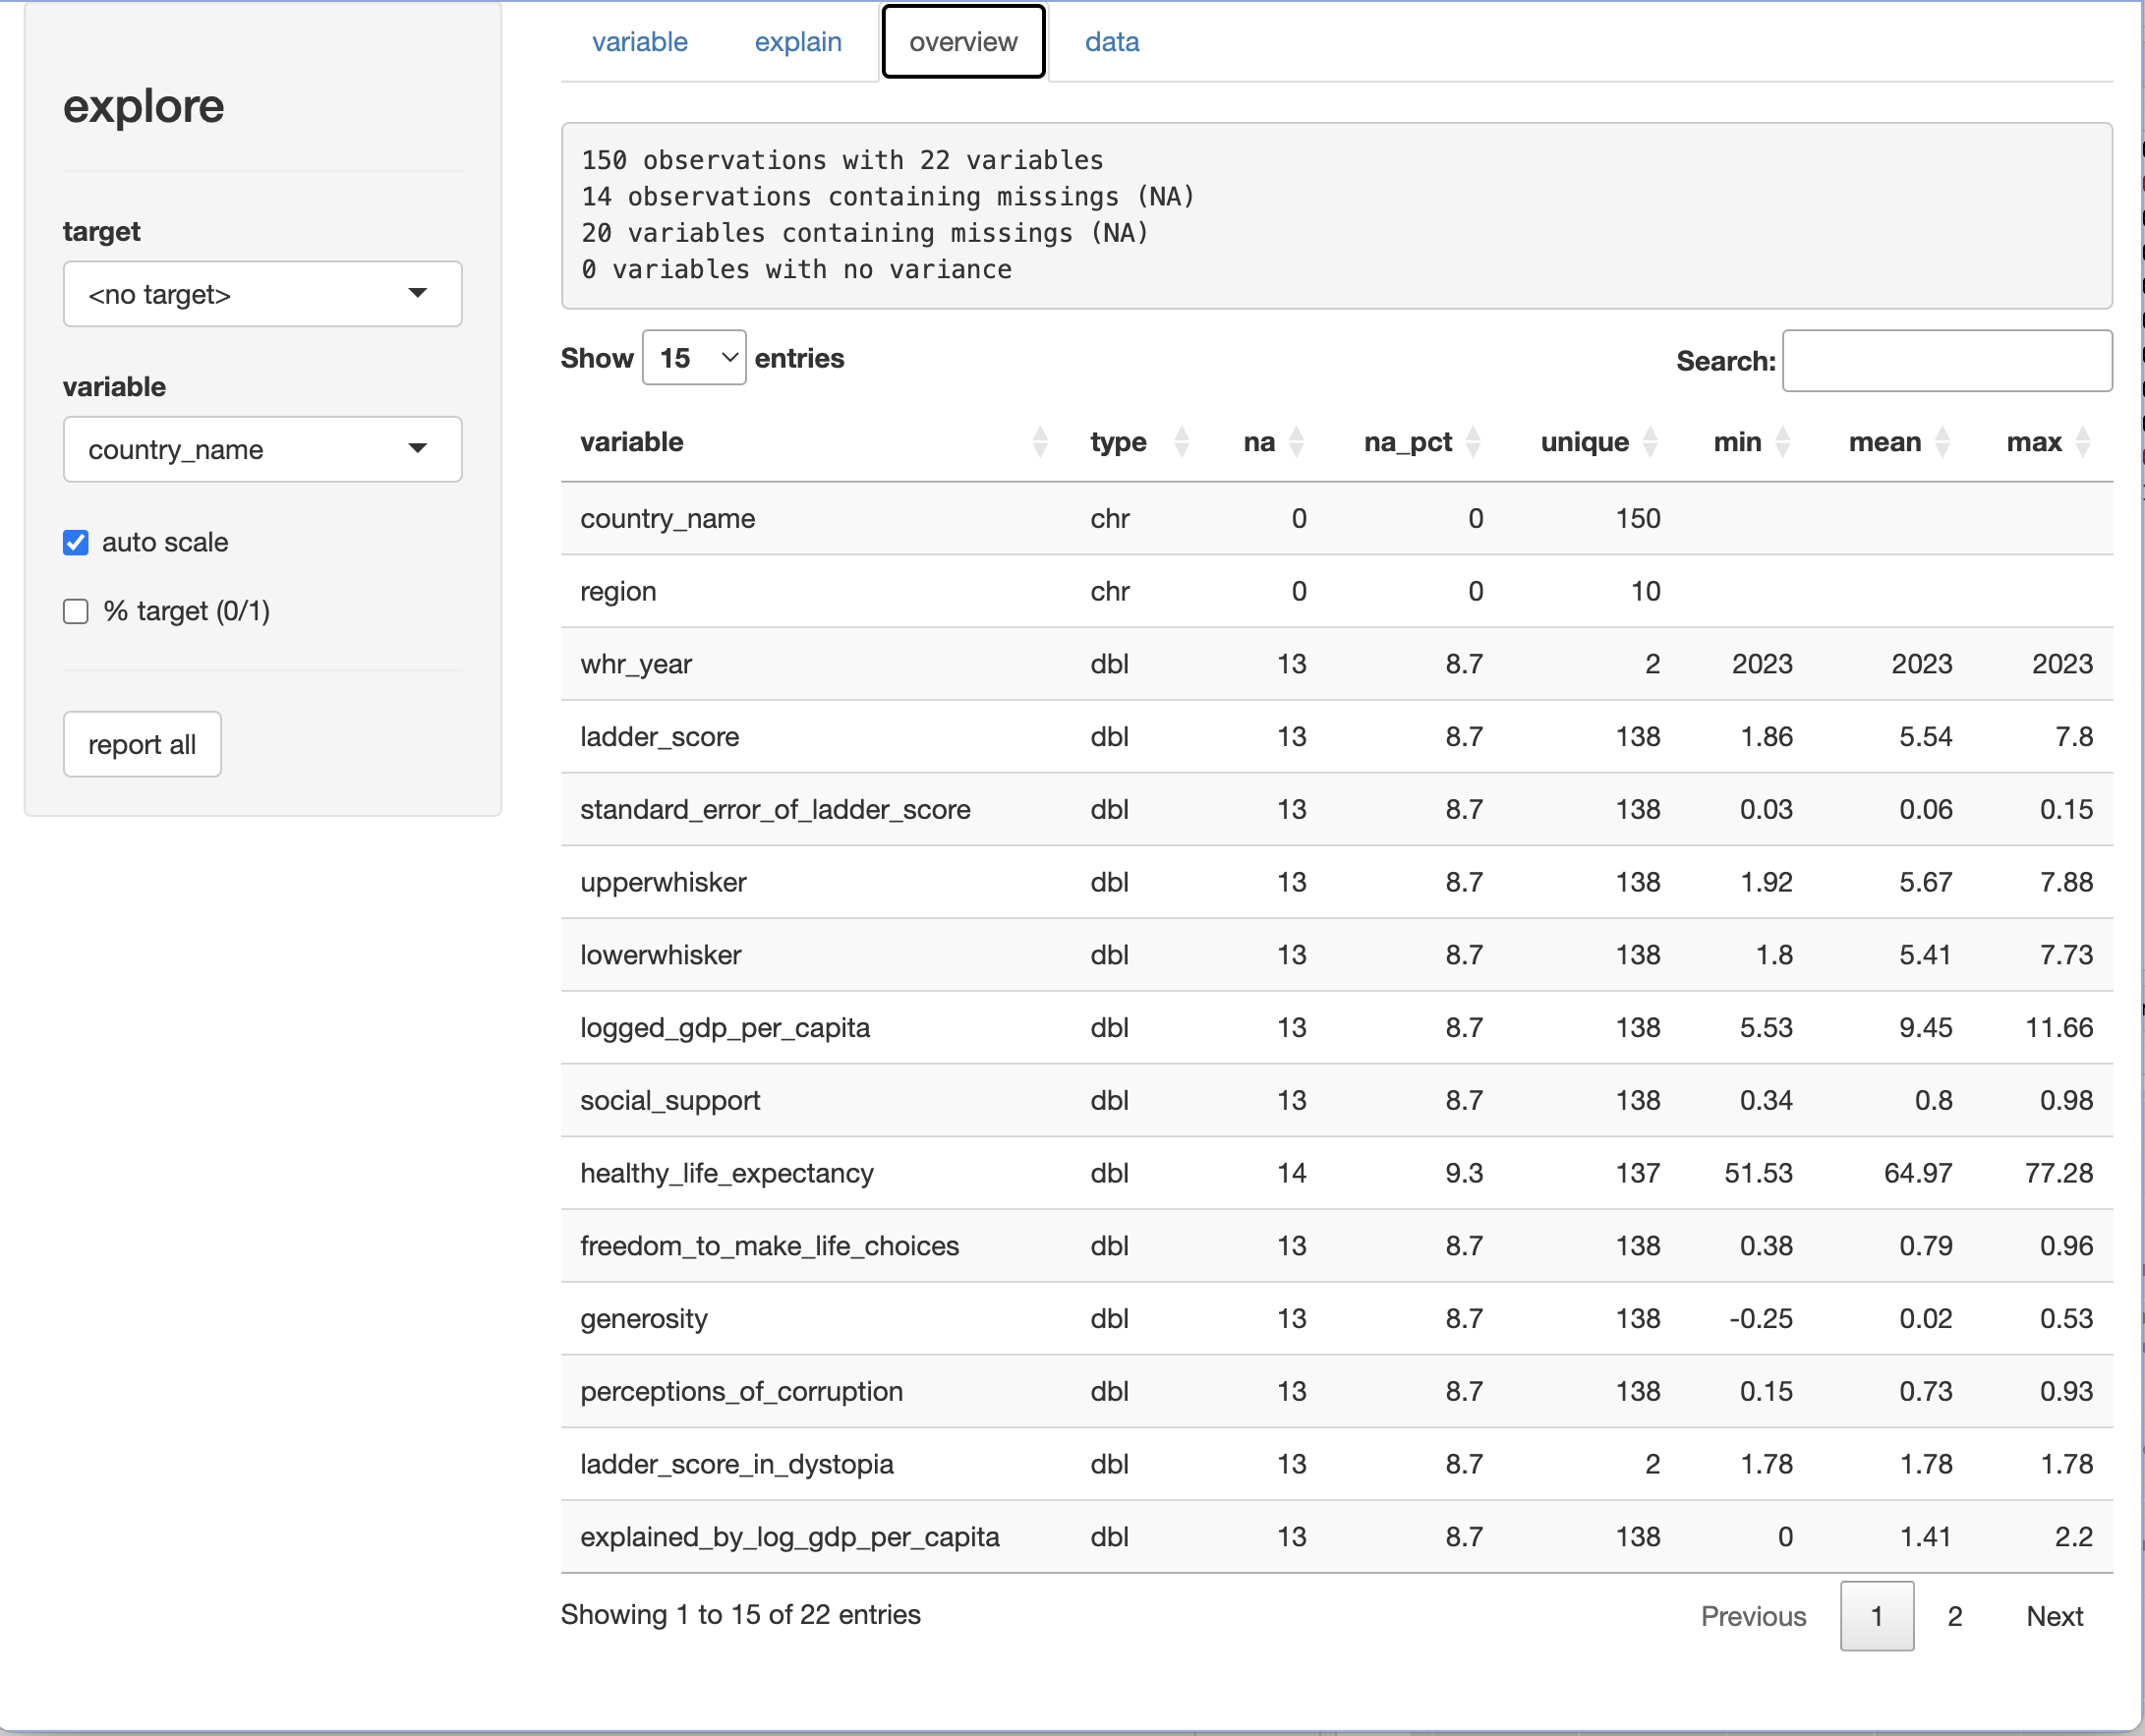 explore
target
<no target>
variable
country_name
auto scale
% target (0/1)
report all
variable explain overview data
150 observations with 22 variables
14 observations containing missings (NA)
20 variables containing missings (NA)
0 variables with no variance
Show 15 entries Search:
variable type na na_pct unique min mean max
country_name chr 0 0 150
region chr 0 0 10
whr_year dbl 13 8.7 2 2023 2023 2023
ladder_score dbl 13 8.7 138 1.86 5.54 7.8
standard_error_of_ladder_score dbl 13 8.7 138 0.03 0.06 0.15
upperwhisker dbl 13 8.7 138 1.92 5.67 7.88
lowerwhisker dbl 13 8.7 138 1.8 5.41 7.73
logged_gdp_per_capita dbl 13 8.7 138 5.53 9.45 11.66
social_support dbl 13 8.7 138 0.34 0.8 0.98
healthy_life_expectancy dbl 14 9.3 137 51.53 64.97 77.28
freedom_to_make_life_choices dbl 13 8.7 138 0.38 0.79 0.96
generosity dbl 13 8.7 138 -0.25 0.02 0.53
perceptions_of_corruption dbl 13 8.7 138 0.15 0.73 0.93
ladder_score_in_dystopia dbl 13 8.7 2 1.78 1.78 1.78
explained_by_log_gdp_per_capita dbl 13 8.7 138 0 1.41 2.2
Showing 1 to 15 of 22 entries Previous 1 2 Next